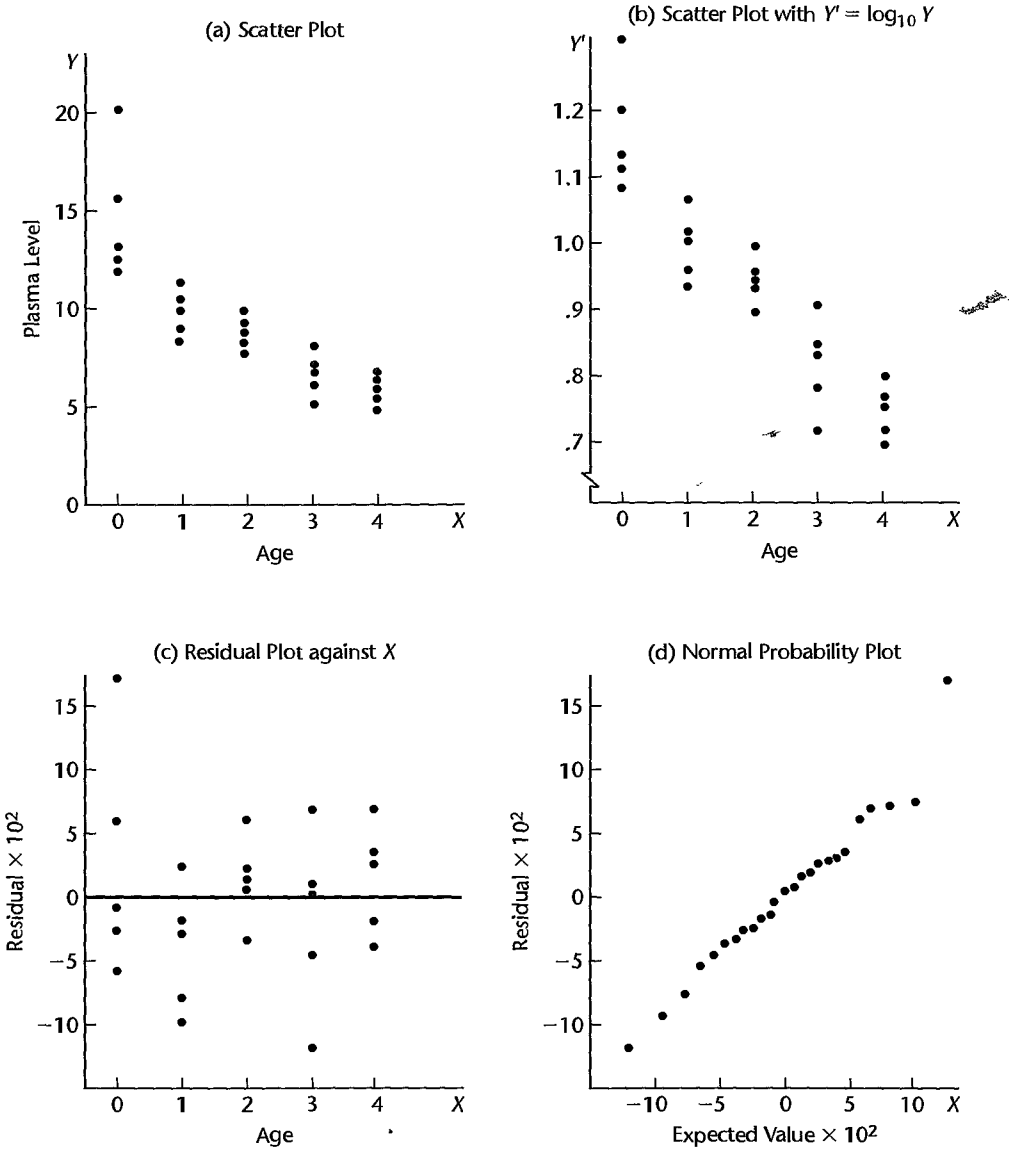 (a) Scatter Plot
Y
20
15
10
5
0
Plasma Level
0 1 2 3 4 X
Age
(b) Scatter Plot with Y' = log₁₀ Y
Y'
1.2
1.1
1.0
.9
.8
.7
0 1 2 3 4 X
Age
(c) Residual Plot against X
15
10
5
0
−5
−10
Residual × 10²
0 1 2 3 4 X
Age
(d) Normal Probability Plot
15
10
5
0
−5
−10
Residual × 10²
−10 −5 0 5 10 X
Expected Value × 10²